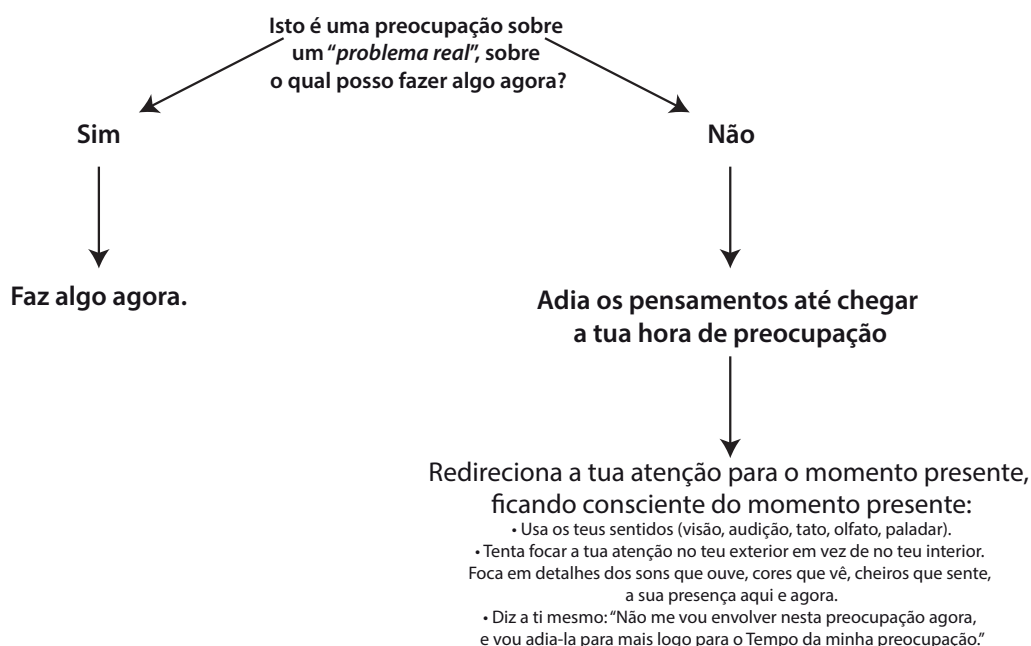 Isto é uma preocupação sobre
um “problema real”, sobre
o qual posso fazer algo agora?
Sim
Não
Faz algo agora.
Adia os pensamentos até chegar
a tua hora de preocupação
Redireciona a tua atenção para o momento presente,
ficando consciente do momento presente:
• Usa os teus sentidos (visão, audição, tato, olfato, paladar).
• Tenta focar a tua atenção no teu exterior em vez de no teu interior.
Foca em detalhes dos sons que ouve, cores que vê, cheiros que sente,
a sua presença aqui e agora.
• Diz a ti mesmo: “Não me vou envolver nesta preocupação agora,
e vou adia-la para mais logo para o Tempo da minha preocupação.”